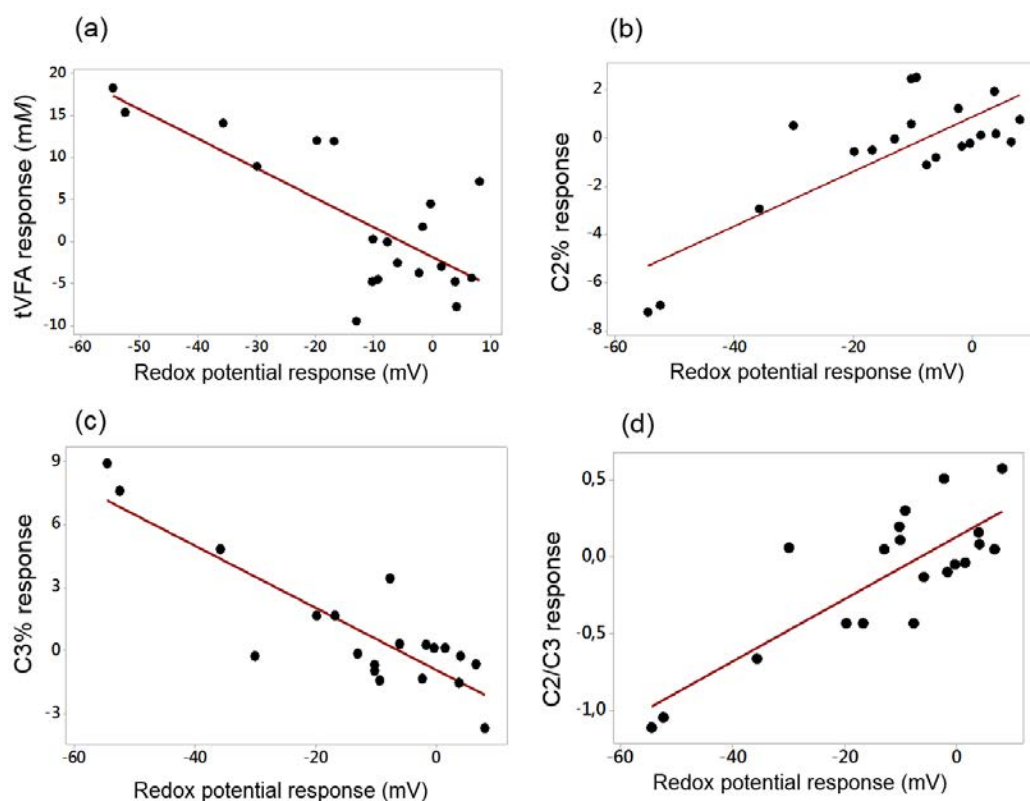 (a)
tVFA response (mM)
20
15
10
5
0
-5
-10
-60 -50 -40 -30 -20 -10 0 10
Redox potential response (mV)
(b)
C2% response
2
0
-2
-4
-6
-8
-60 -40 -20 0
Redox potential response (mV)
(c)
C3% response
9
6
3
0
-3
-60 -40 -20 0
Redox potential response (mV)
(d)
C2/C3 response
0,5
0,0
-0,5
-1,0
-60 -40 -20 0
Redox potential response (mV)